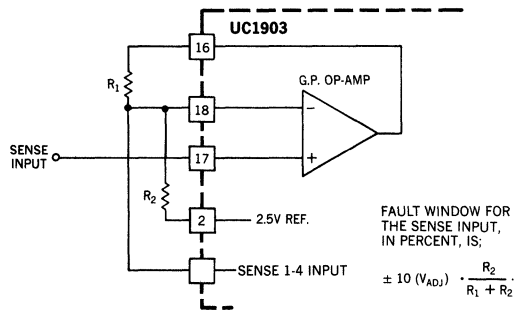 UC1903
16
G.P. OP-AMP
R1
18
−
SENSE
INPUT
17
+
R2
2
2.5V REF.
SENSE 1-4 INPUT
FAULT WINDOW FOR
THE SENSE INPUT,
IN PERCENT, IS;
± 10 (VADJ) · R2
R1 + R2